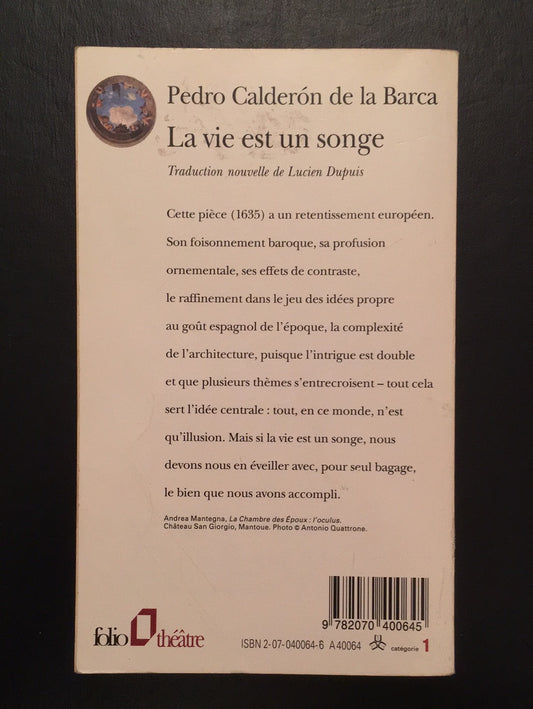 Pedro Calderón de la Barca
La vie est un songe
Traduction nouvelle de Lucien Dupuis
Cette pièce (1635) a un retentissement européen.
Son foisonnement baroque, sa profusion
ornementale, ses effets de contraste,
le raffinement dans le jeu des idées propre
au goût espagnol de l'époque, la complexité
de l'architecture, puisque l'intrigue est double
et que plusieurs thèmes s'entrecroisent – tout cela
sert l'idée centrale : tout, en ce monde, n'est
qu'illusion. Mais si la vie est un songe, nous
devons nous en éveiller avec, pour seul bagage,
le bien que nous avons accompli.
Andrea Mantegna, La Chambre des Époux : l'oculus.
Château San Giorgio, Mantoue. Photo © Antonio Quattrone.
9 782070 400645
folio théâtre
ISBN 2-07-040064-6 A 40064 catégorie 1